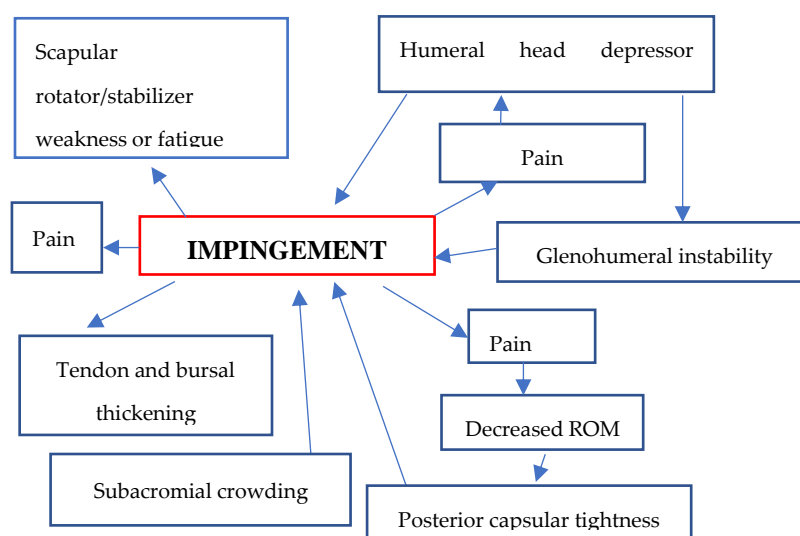 Scapular
rotator/stabilizer
weakness or fatigue
Humeral head depressor
Pain
Pain
IMPINGEMENT
Glenohumeral instability
Pain
Tendon and bursal
thickening
Decreased ROM
Subacromial crowding
Posterior capsular tightness